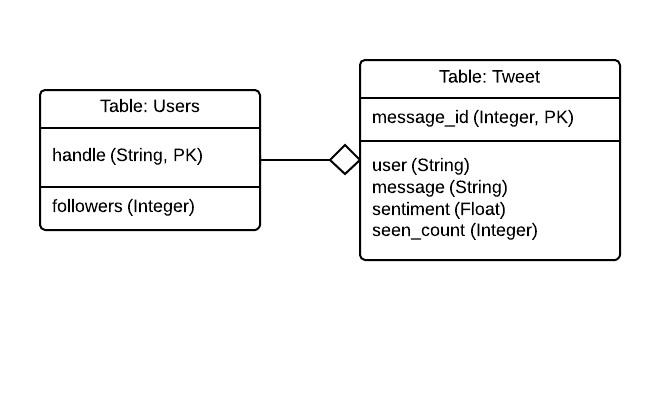 Table: Users
handle (String, PK)
followers (Integer)
Table: Tweet
message_id (Integer, PK)
user (String)
message (String)
sentiment (Float)
seen_count (Integer)